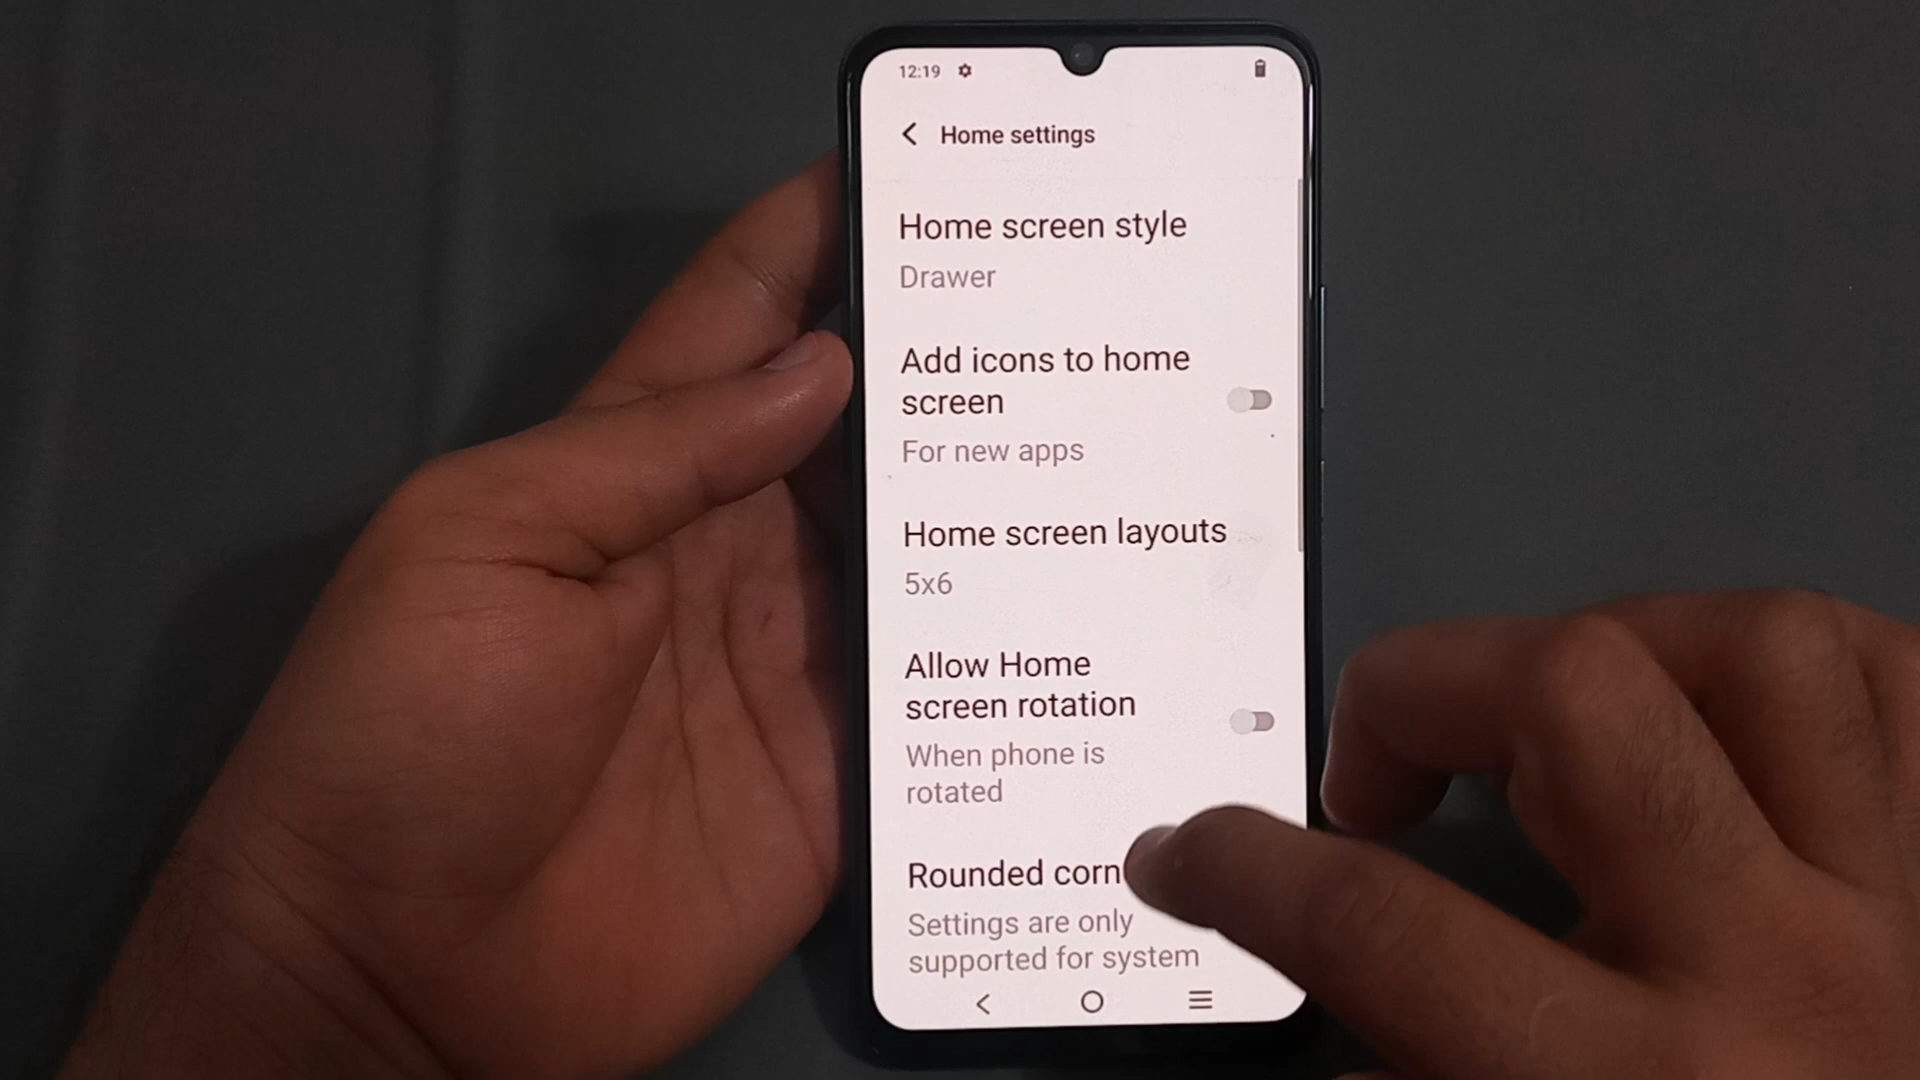 12:19
Home settings
Home screen style
Drawer
Add icons to home
screen
For new apps
Home screen layouts
5x6
Allow Home
screen rotation
When phone is
rotated
Rounded corn
Settings are only
supported for system